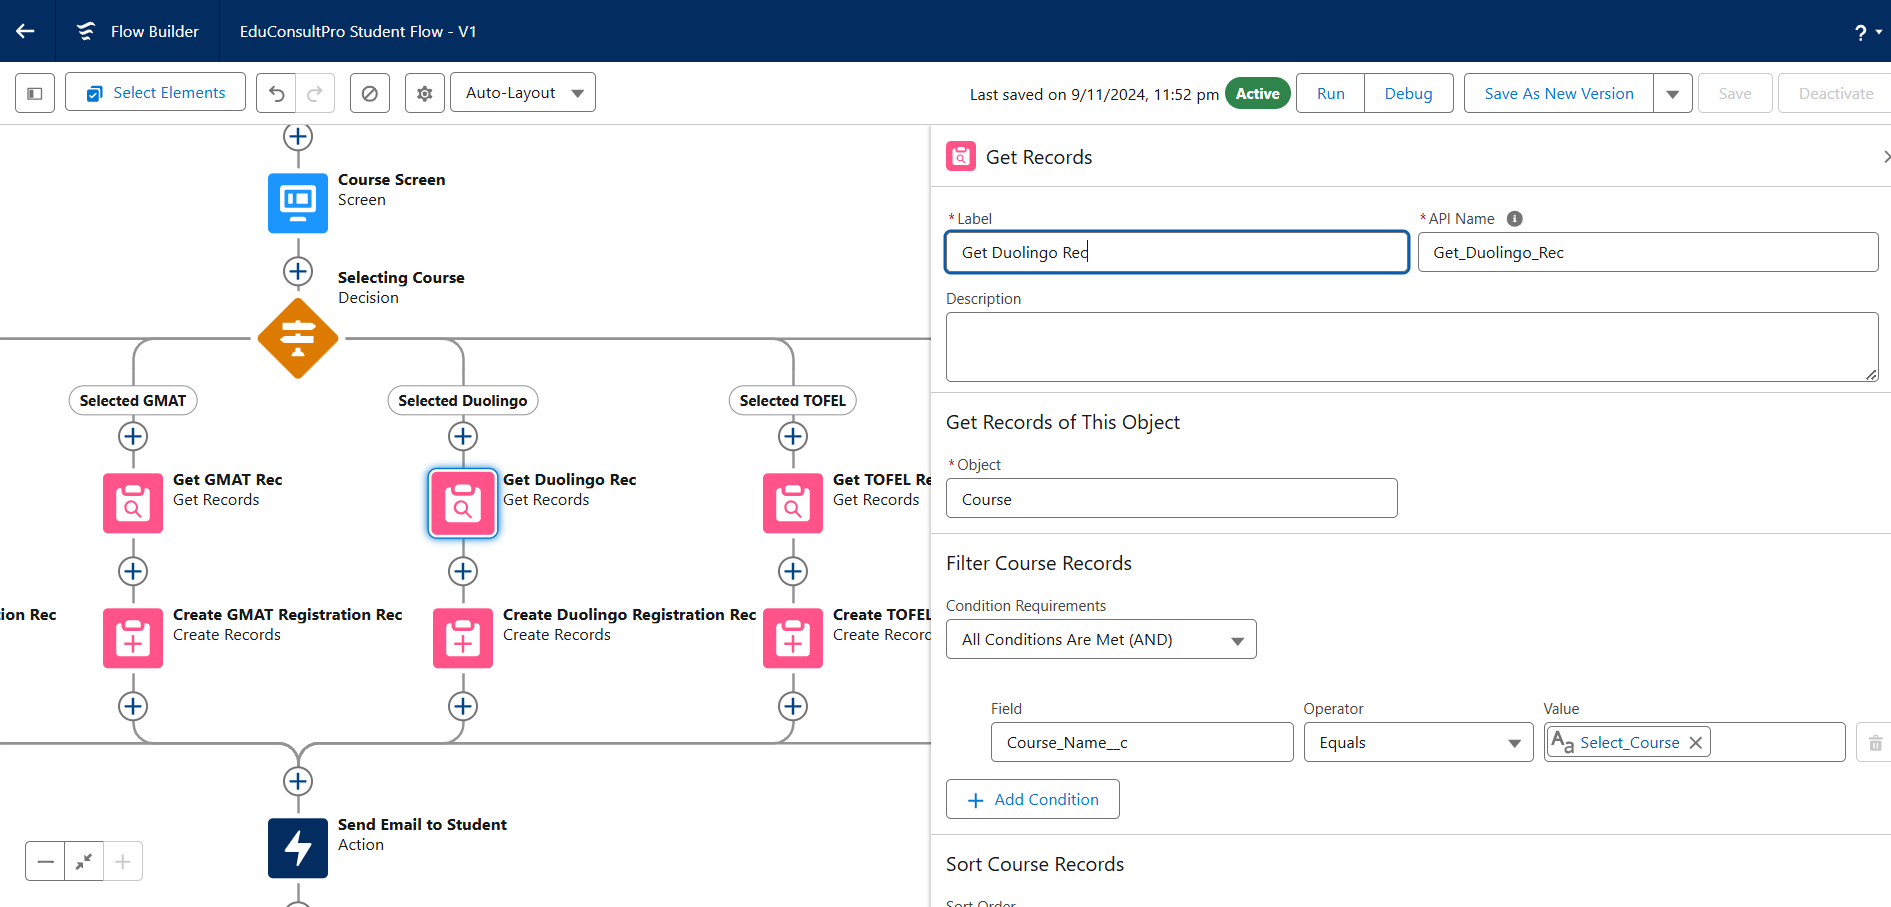 Flow Builder
EduConsultPro Student Flow - V1
?
Select Elements
Auto-Layout
Last saved on 9/11/2024, 11:52 pm
Active
Run
Debug
Save As New Version
Save
Deactivate
Course Screen
Screen
Selecting Course
Decision
Selected GMAT
Selected Duolingo
Selected TOFEL
Get GMAT Rec
Get Records
Get Duolingo Rec
Get Records
Get TOFEL Re
Get Records
ion Rec
Create GMAT Registration Rec
Create Records
Create Duolingo Registration Rec
Create Records
Create TOFEL
Create Record
Send Email to Student
Action
Get Records
*Label
Get Duolingo Rec
*API Name
Get_Duolingo_Rec
Description
Get Records of This Object
*Object
Course
Filter Course Records
Condition Requirements
All Conditions Are Met (AND)
Field
Operator
Value
Course_Name__c
Equals
Aa Select_Course
Add Condition
Sort Course Records
Sort Order